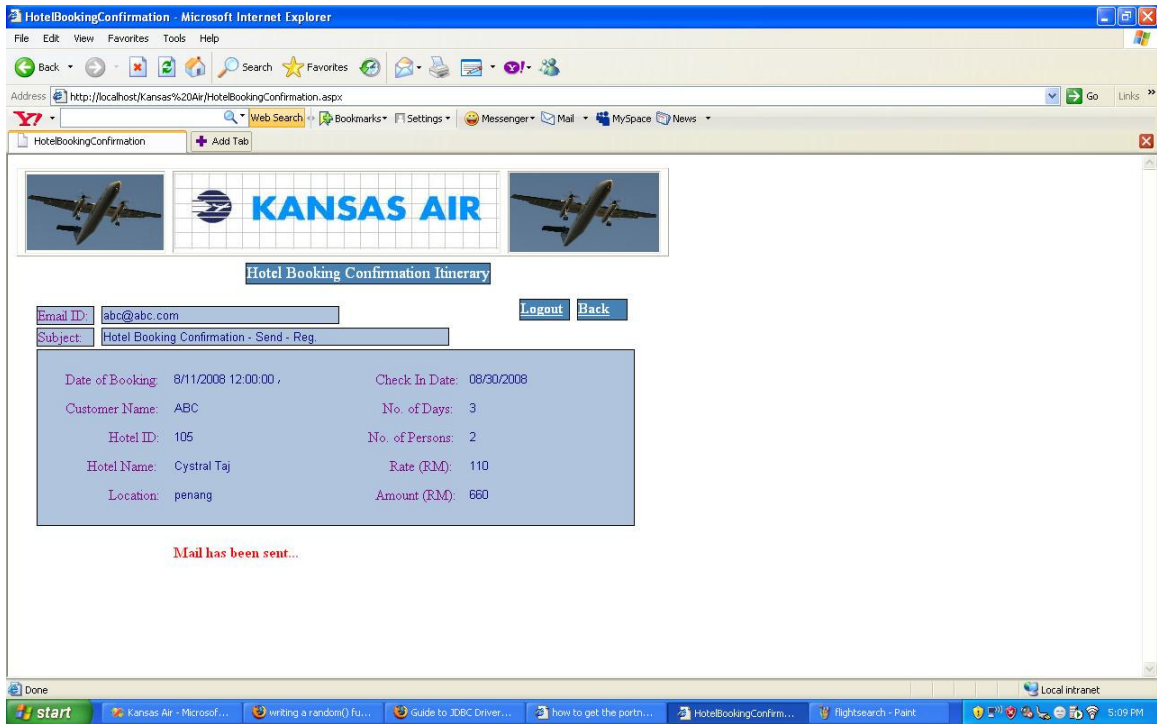 HotelBookingConfirmation - Microsoft Internet Explorer
File Edit View Favorites Tools Help
Back Search Favorites
Address http://localhost/Kansas%20Air/HotelBookingConfirmation.aspx Go Links »
Y7 Web Search Bookmarks Settings Messenger Mail MySpace News
HotelBookingConfirmation Add Tab
KANSAS AIR
Hotel Booking Confirmation Itinerary
Logout Back
Email ID: abc@abc.com
Subject: Hotel Booking Confirmation - Send - Reg.
Date of Booking: 8/11/2008 12:00:00 Check In Date: 08/30/2008
Customer Name: ABC No. of Days: 3
Hotel ID: 105 No. of Persons: 2
Hotel Name: Cystral Taj Rate (RM): 110
Location: penang Amount (RM): 660
Mail has been sent...
Done Local intranet
start Kansas Air - Microsof... writing a random() fu... Guide to JDBC Driver... how to get the portn... HotelBookingConfirm... flightsearch - Paint 5:09 PM